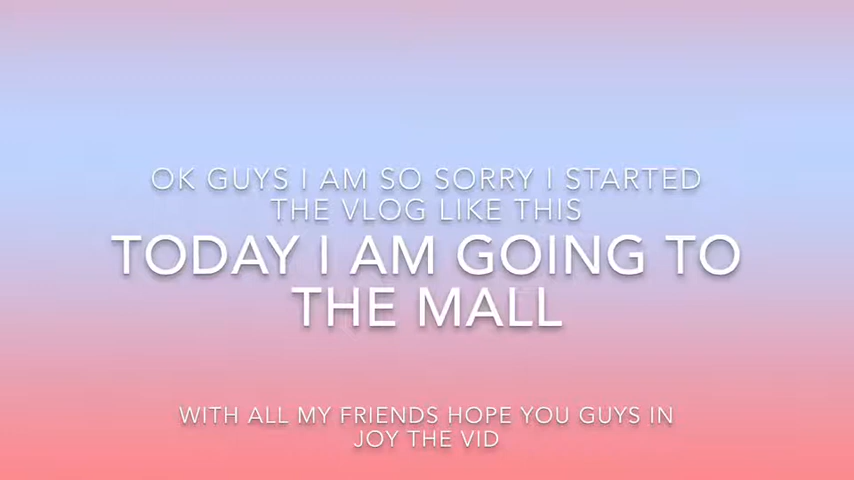 OK GUYS I AM SO SORRY I STARTED
THE VLOG LIKE THIS
TODAY I AM GOING TO
THE MALL
WITH ALL MY FRIENDS HOPE YOU GUYS IN
JOY THE VID